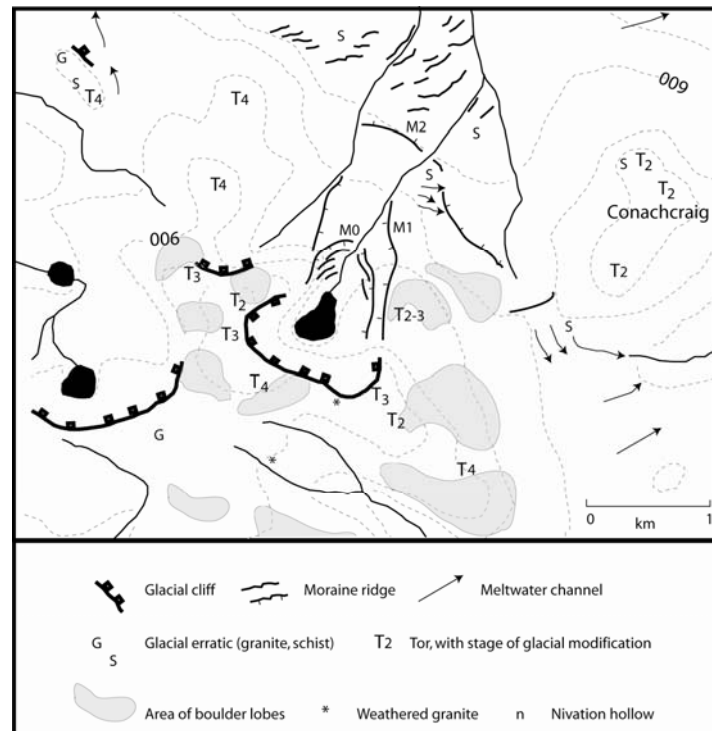 S
G
S
T4
T4
M2
S
009
S
T2
T2
Conachcraig
T4
S
M0
M1
006
T3
T2
T2
T3
T2-3
S
T4
T3
*
T2
G
*
T4
0 1
km
Glacial cliff
Moraine ridge
Meltwater channel
G
S
Glacial erratic (granite, schist)
T2 Tor, with stage of glacial modification
Area of boulder lobes
* Weathered granite
n Nivation hollow